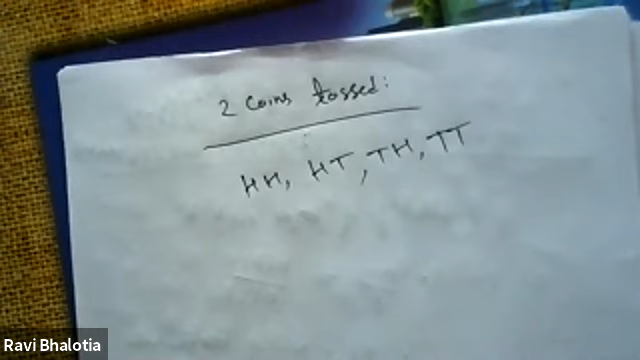 2 Coins tossed:
HH, HT, TH, TT
Ravi Bhalotia